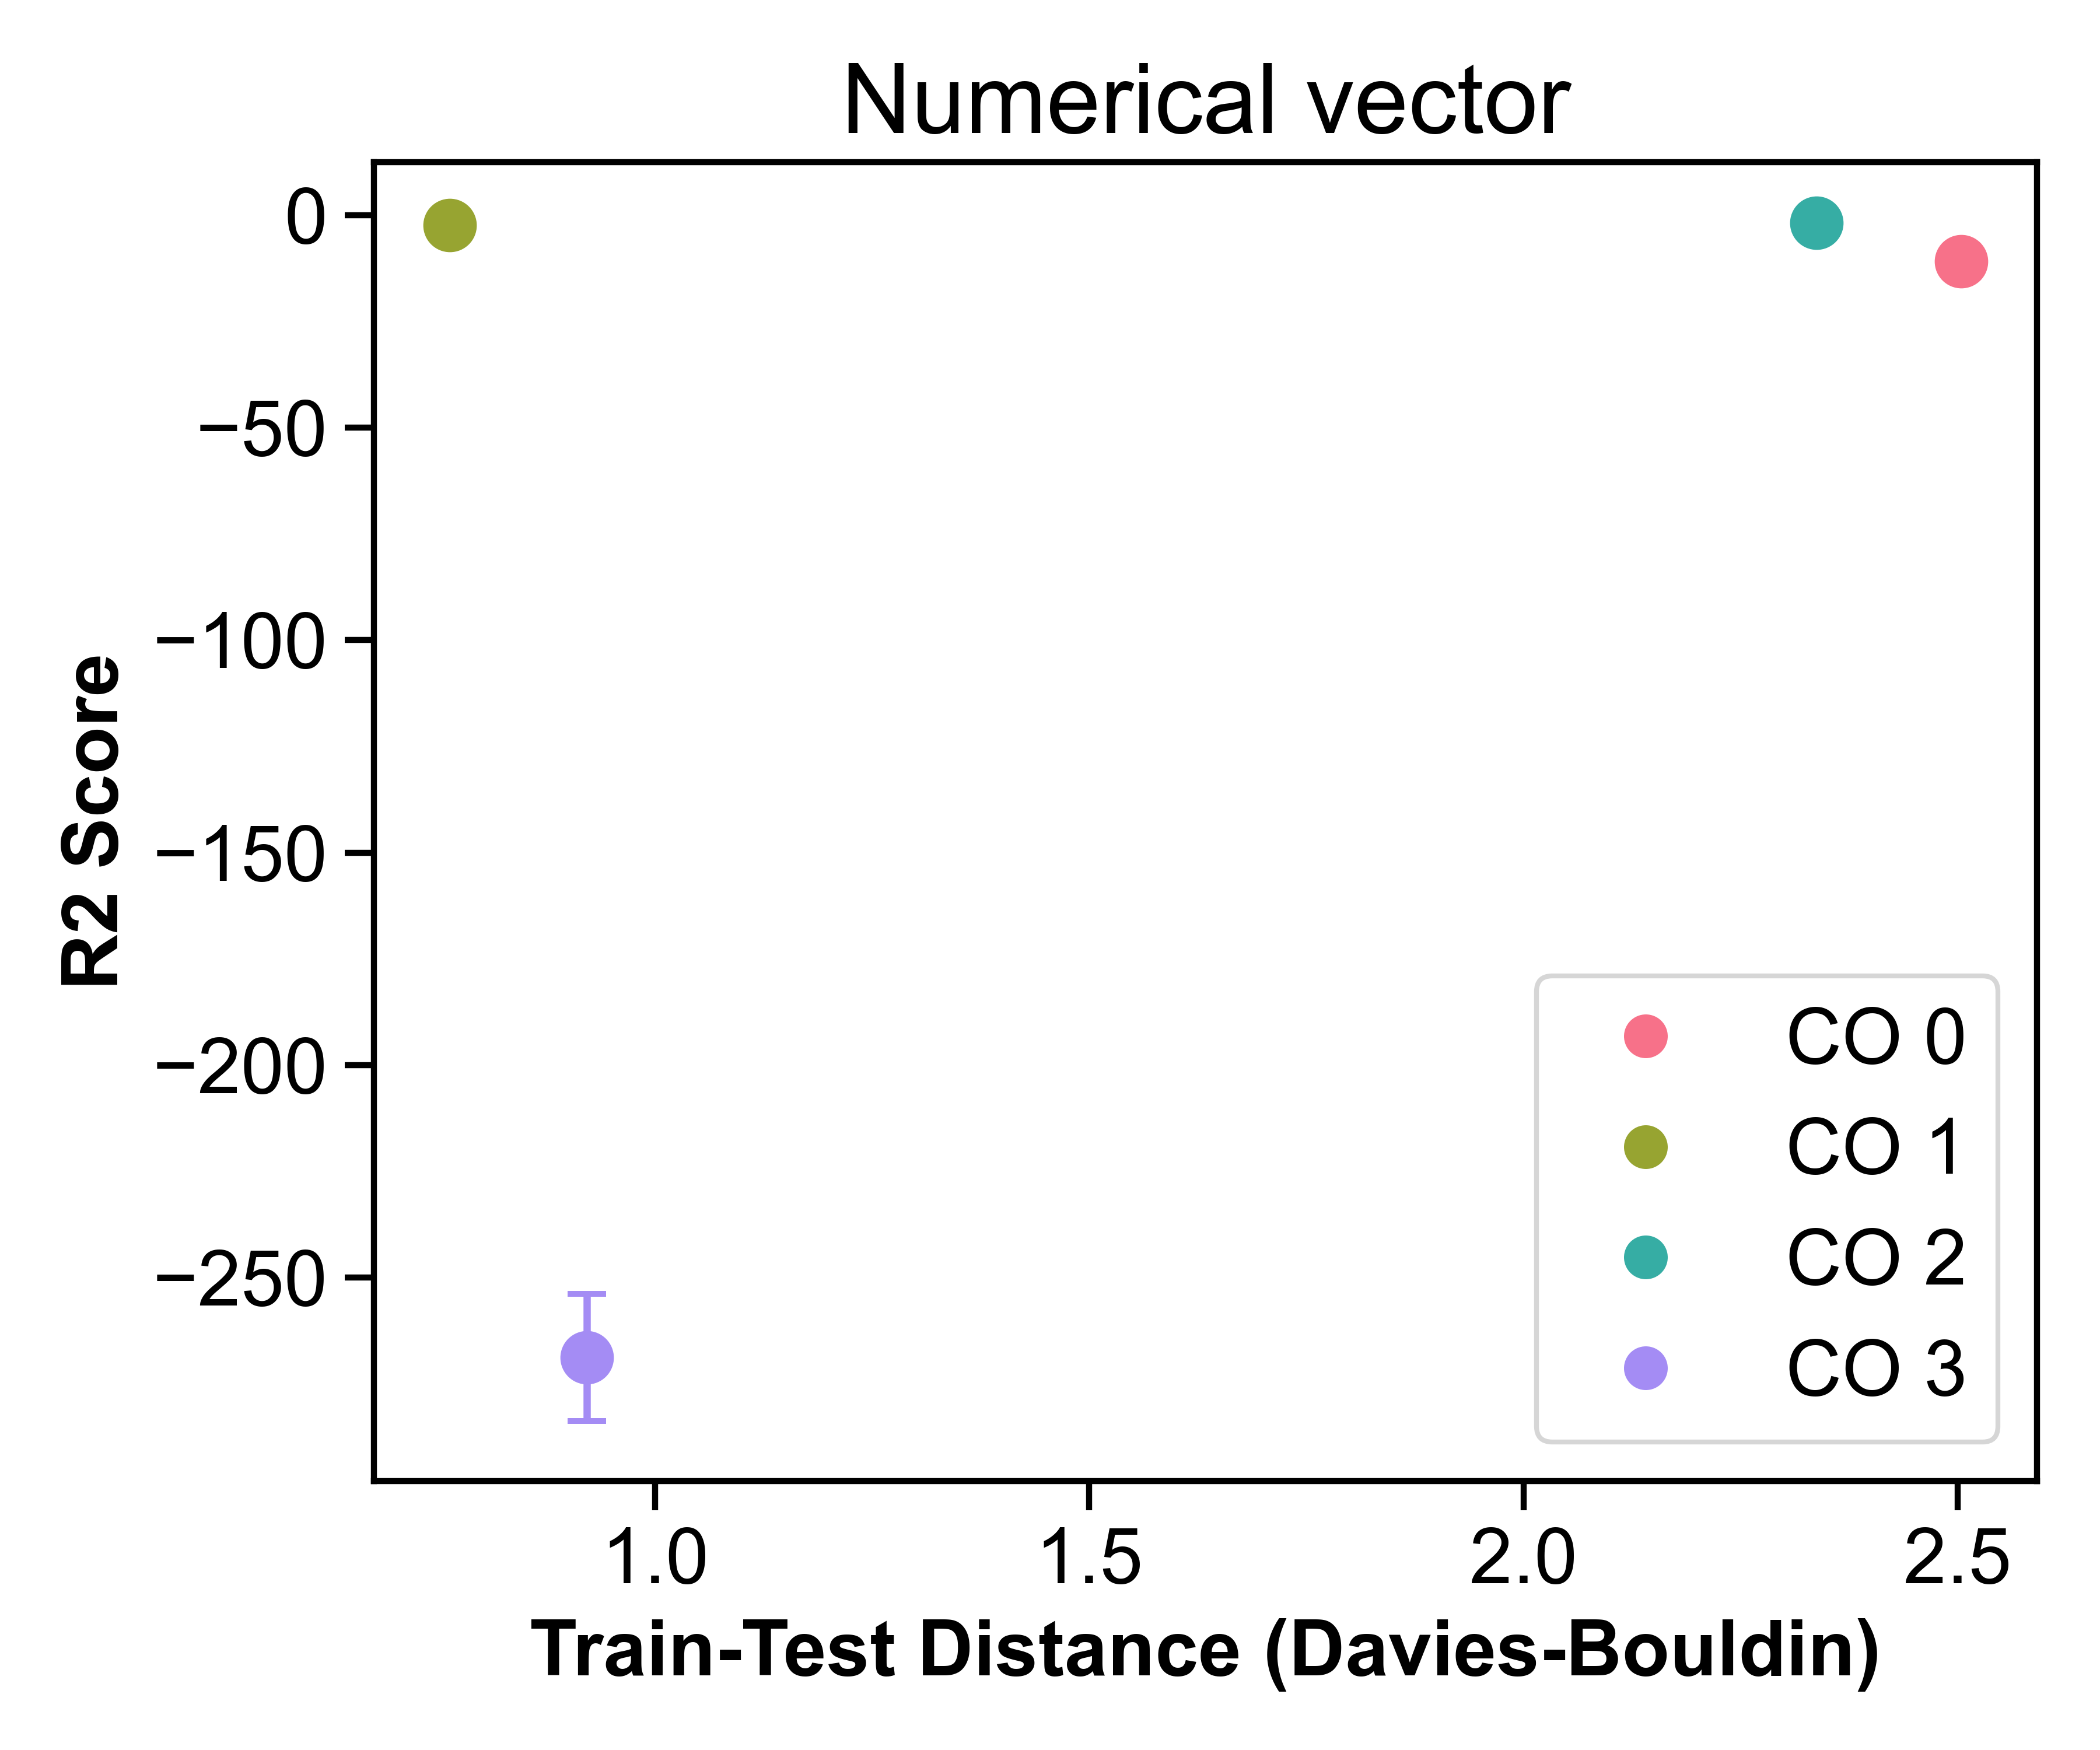 Numerical vector
0
−50
−100
−150
−200
−250
R2 Score
CO 0
CO 1
CO 2
CO 3
1.0 1.5 2.0 2.5
Train-Test Distance (Davies-Bouldin)